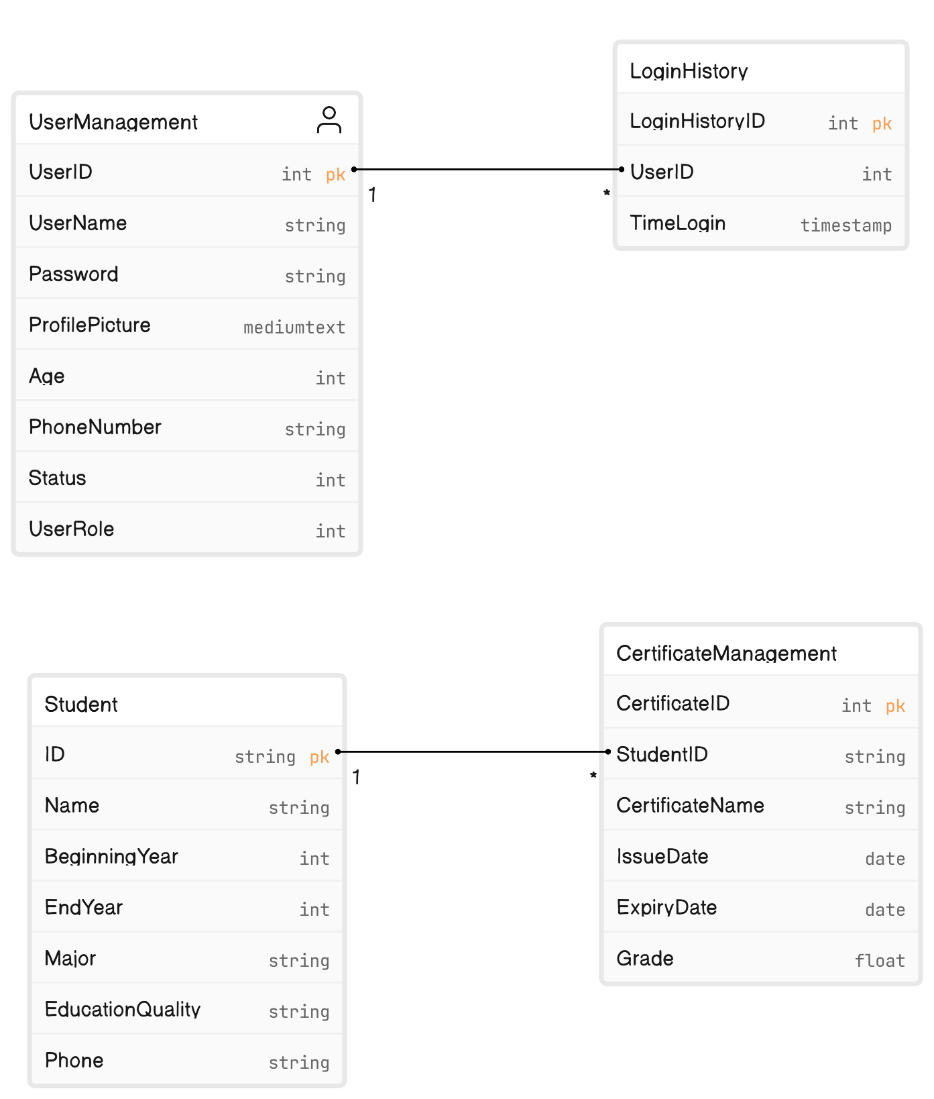 UserManagement
UserID int pk
UserName string
Password string
ProfilePicture mediumtext
Age int
PhoneNumber string
Status int
UserRole int
1
*
LoginHistory
LoginHistoryID int pk
UserID int
TimeLogin timestamp
Student
ID string pk
Name string
BeginningYear int
EndYear int
Major string
EducationQuality string
Phone string
1
*
CertificateManagement
CertificateID int pk
StudentID string
CertificateName string
IssueDate date
ExpiryDate date
Grade float